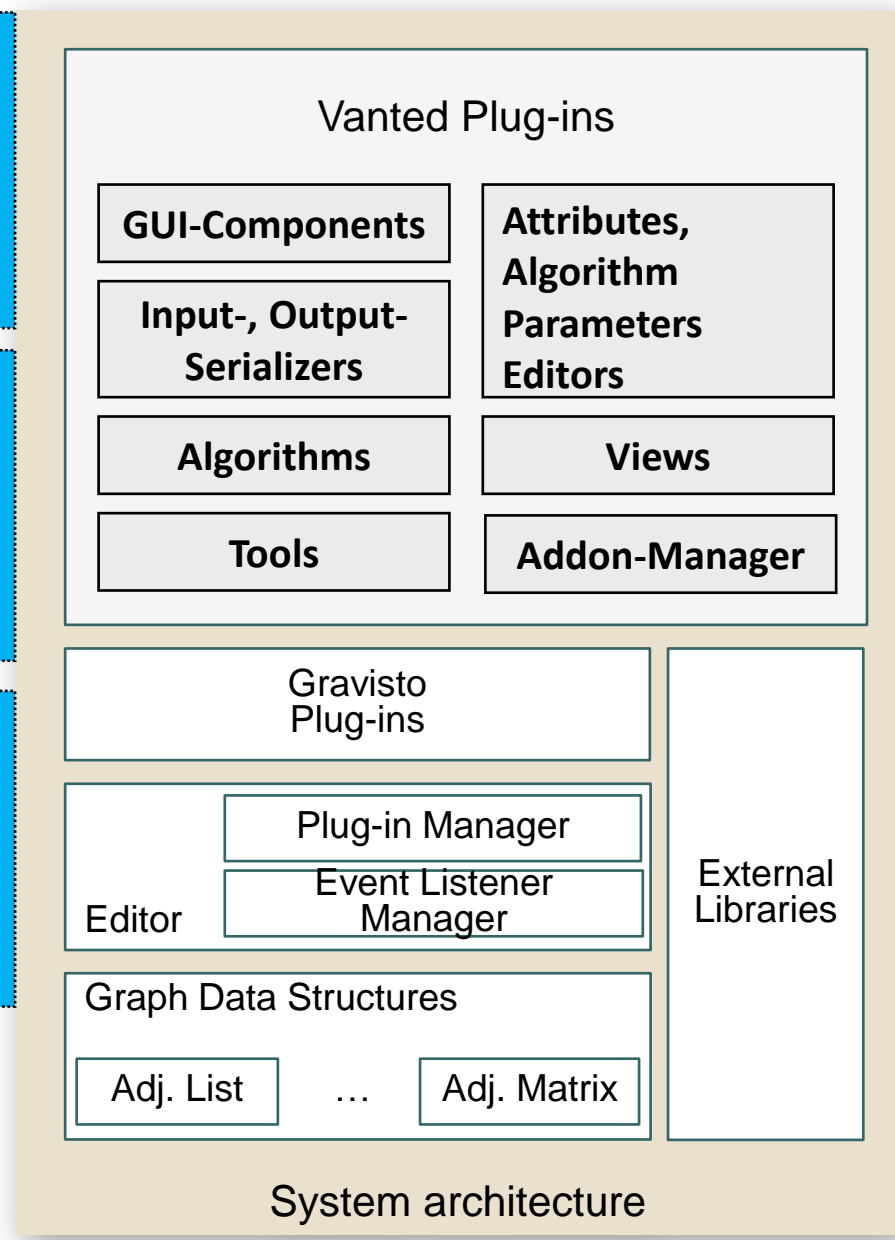 Vanted Plug-ins
GUI-Components
Input-, Output-
Serializers
Algorithms
Tools
Attributes,
Algorithm
Parameters
Editors
Views
Addon-Manager
Gravisto
Plug-ins
Plug-in Manager
Event Listener
Manager
Editor
Graph Data Structures
Adj. List
…
Adj. Matrix
External
Libraries
System architecture